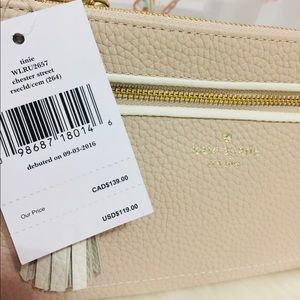 tinie
WLRU2657
chester street
rsecld/cem (264)
98687 18014 6
debuted on 09-03-2016
CAD$139.00
Our Price
USD$119.00
kate spade
NEW YORK